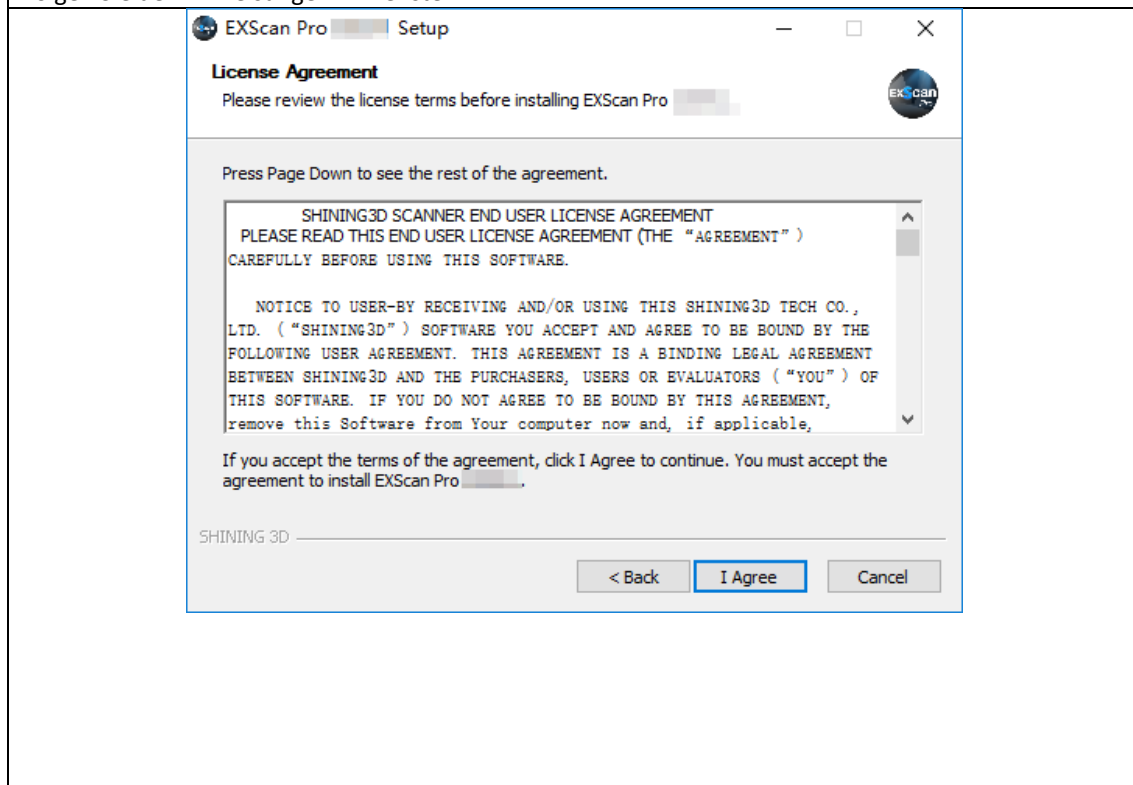 EXScan Pro Setup
License Agreement
Please review the license terms before installing EXScan Pro
EXScan
Pro
Press Page Down to see the rest of the agreement.
SHINING3D SCANNER END USER LICENSE AGREEMENT
PLEASE READ THIS END USER LICENSE AGREEMENT (THE “AGREEMENT”)
CAREFULLY BEFORE USING THIS SOFTWARE.
NOTICE TO USER-BY RECEIVING AND/OR USING THIS SHINING3D TECH CO.,
LTD. (“SHINING3D”) SOFTWARE YOU ACCEPT AND AGREE TO BE BOUND BY THE
FOLLOWING USER AGREEMENT. THIS AGREEMENT IS A BINDING LEGAL AGREEMENT
BETWEEN SHINING3D AND THE PURCHASERS, USERS OR EVALUATORS (“YOU”) OF
THIS SOFTWARE. IF YOU DO NOT AGREE TO BE BOUND BY THIS AGREEMENT,
remove this Software from Your computer now and, if applicable,
If you accept the terms of the agreement, click I Agree to continue. You must accept the
agreement to install EXScan Pro .
SHINING 3D
< Back I Agree Cancel